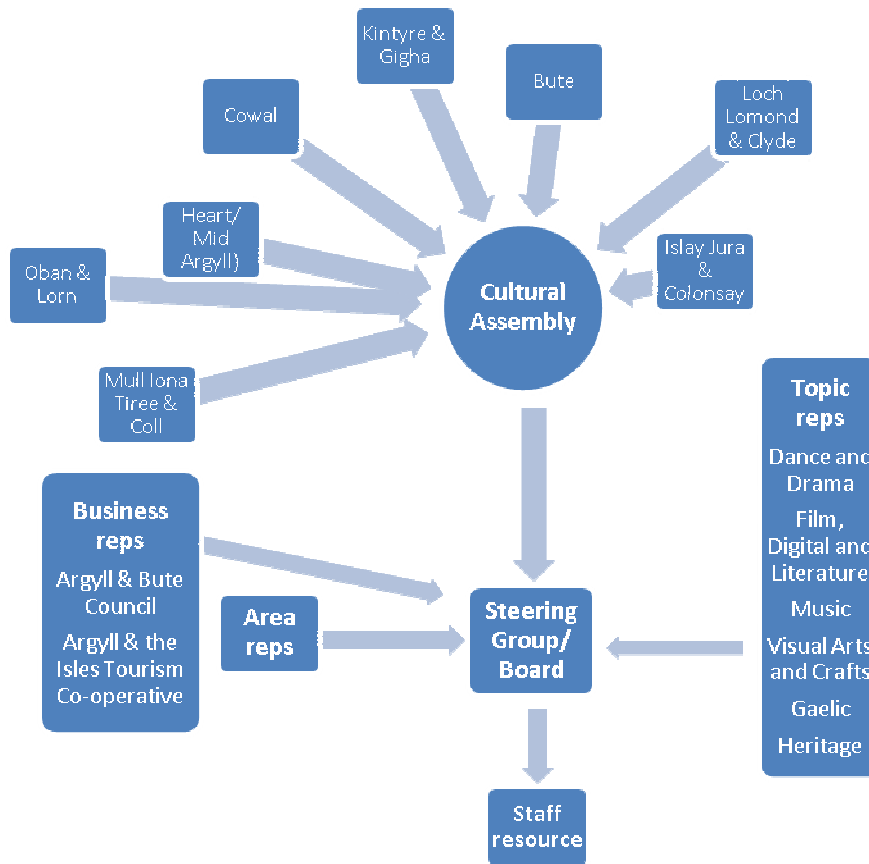 Kintyre &
Gigha
Bute
Loch
Lomond
& Clyde
Cowal
Heart/
Mid
Argyll)
Islay Jura
&
Colonsay
Oban &
Lorn
Cultural
Assembly
Mull Iona
Tiree &
Coll
Topic
reps
Dance and
Drama
Film,
Digital and
Literature
Music
Visual Arts
and Crafts
Gaelic
Heritage
Business
reps
Argyll & Bute
Council
Argyll & the
Isles Tourism
Co-operative
Area
reps
Steering
Group/
Board
Staff
resource